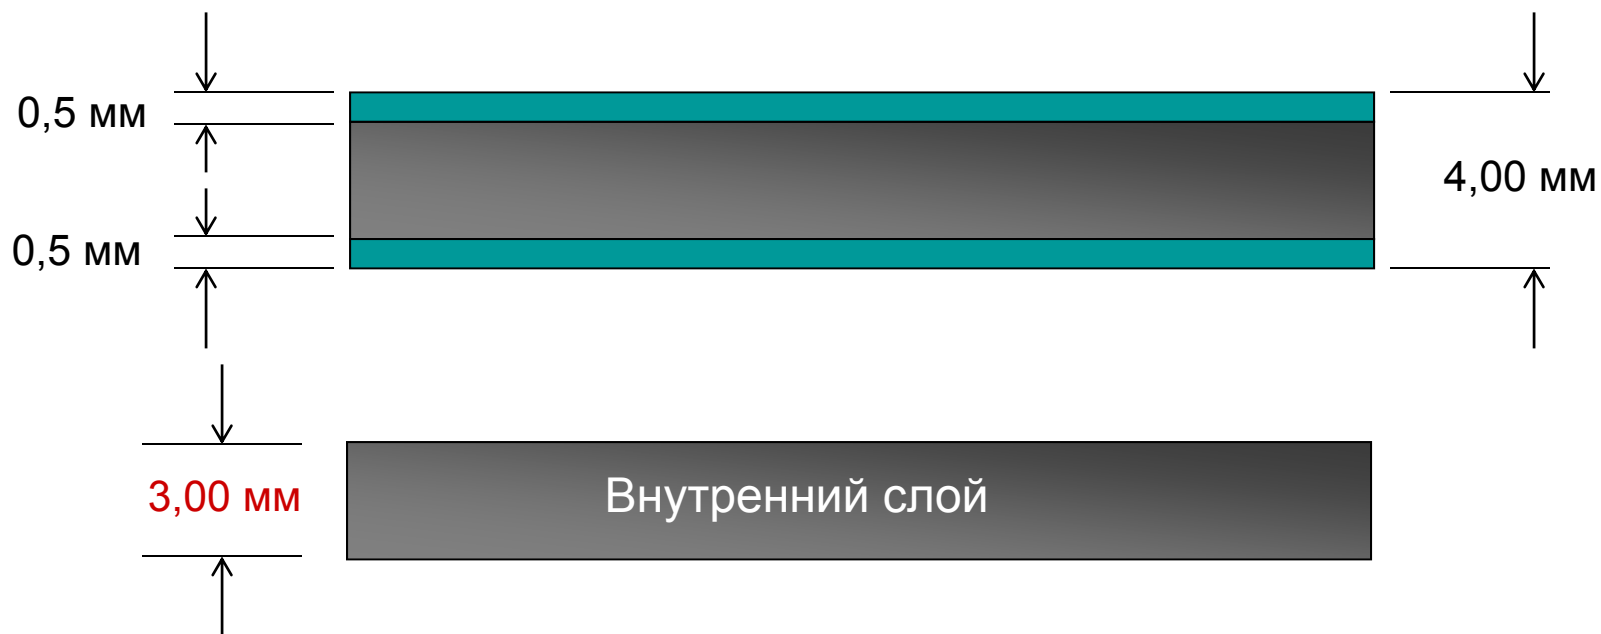 0,5 мм
4,00 мм
0,5 мм
3,00 мм
Внутренний слой